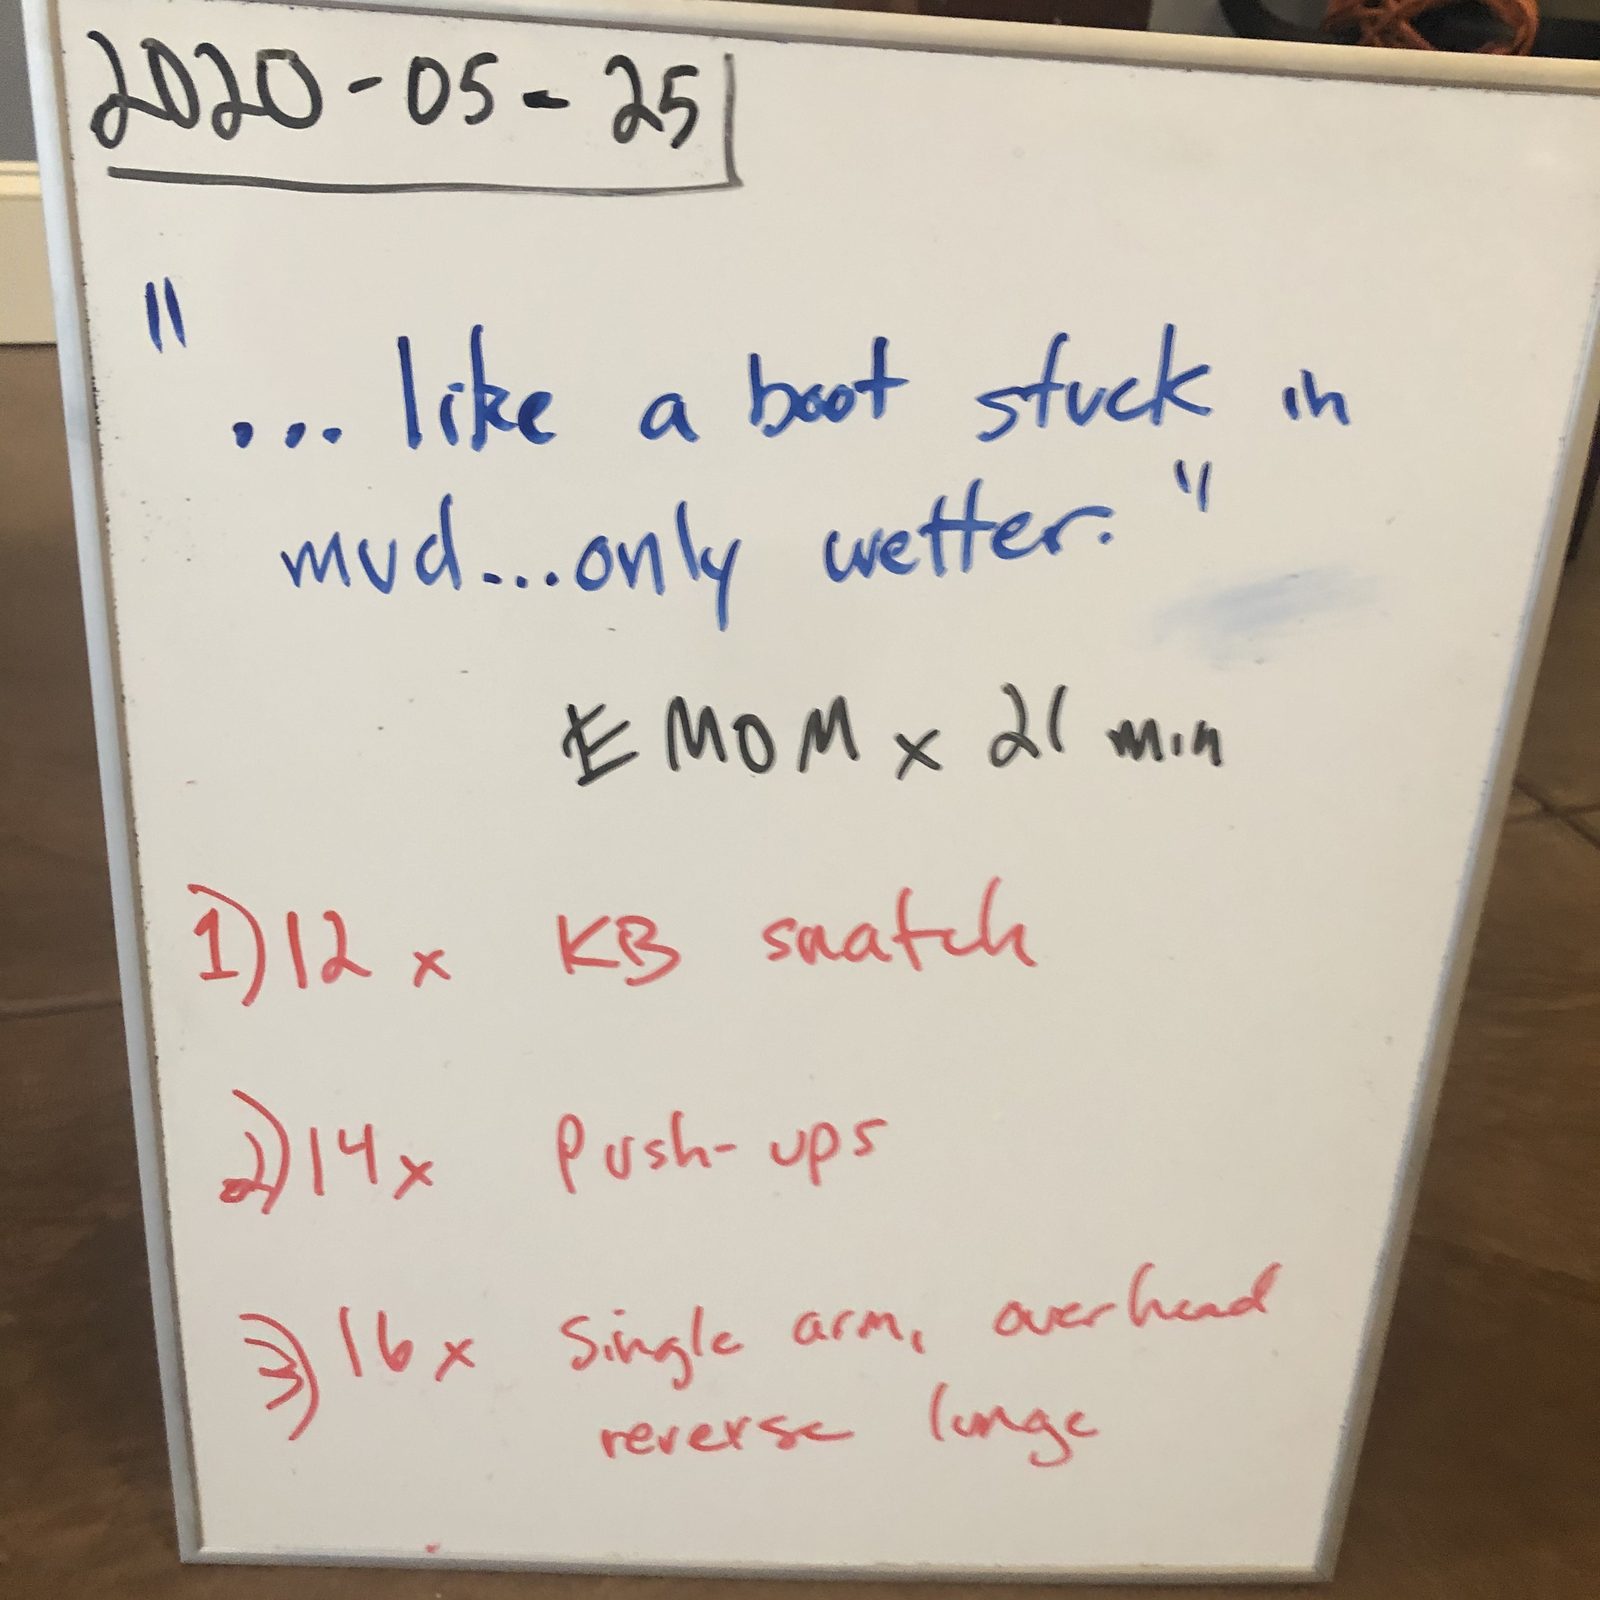 2020-05-25
"
... like a boot stuck in
mud...only wetter."
EMOM x 21 min
1) 12 x KB snatch
2) 14 x Push-ups
3) 16 x Single arm, overhead
reverse lunge